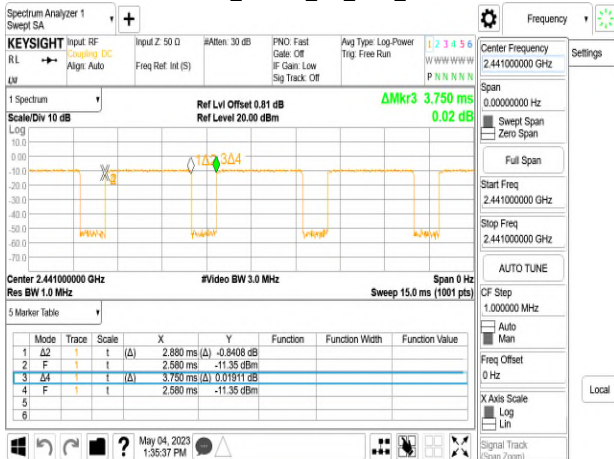 Spectrum Analyzer 1
Swept SA
Frequency
KEYSIGHT Input: RF Input Z: 50 Ω #Atten: 30 dB PNO: Fast Avg Type: Log-Power 1 2 3 4 5 6
RL Coupling: DC Gate: Off Trig: Free Run
Align: Auto Freq Ref: Int (S) IF Gain: Low W W W W W W
Sig Track: Off P N N N N N
Center Frequency
2.441000000 GHz
Settings
Span
0.00000000 Hz
Swept Span
Zero Span
Full Span
Start Freq
2.441000000 GHz
Stop Freq
2.441000000 GHz
AUTO TUNE
CF Step
1.000000 MHz
Auto
Man
Freq Offset
0 Hz
X Axis Scale
Log
Lin
Local
Signal Track
(Span Zoom)
1 Spectrum
Ref Lvl Offset 0.81 dB ΔMkr3 3.750 ms
Scale/Div 10 dB Ref Level 20.00 dBm 0.02 dB
Log
10.0
0.00
-10.0
-20.0
-30.0
-40.0
-50.0
-60.0
-70.0
1Δ2 3Δ4
Center 2.441000000 GHz #Video BW 3.0 MHz Span 0 Hz
Res BW 1.0 MHz Sweep 15.0 ms (1001 pts)
5 Marker Table
Mode Trace Scale X Y Function Function Width Function Value
1 Δ2 1 t (Δ) 2.880 ms (Δ) -0.8408 dB
2 F 1 t 2.580 ms -11.35 dBm
3 Δ4 1 t (Δ) 3.750 ms (Δ) 0.01911 dB
4 F 1 t 2.580 ms -11.35 dBm
5
6
May 04, 2023
1:35:37 PM